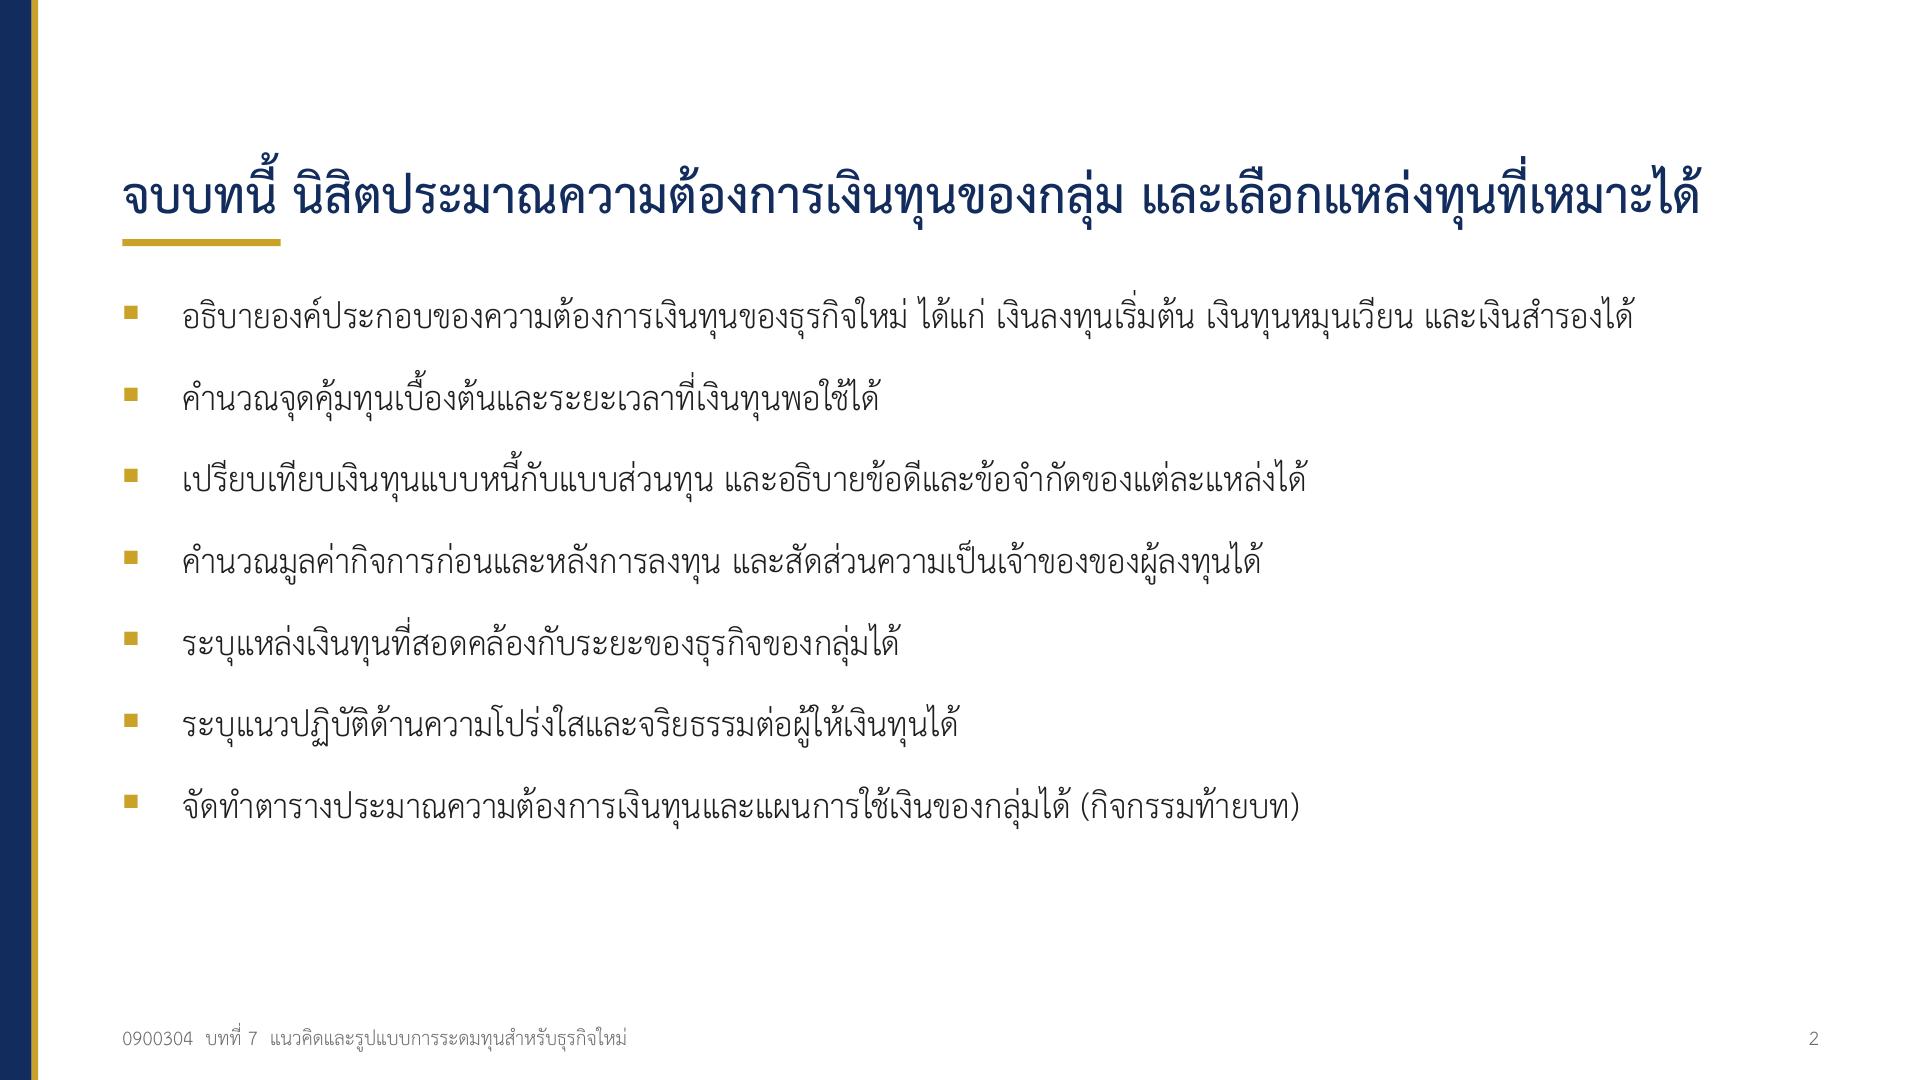 จบบทนี้ นิสิตประมาณความต้องการเงินทุนของกลุ่ม และเลือกแหล่งทุนที่เหมาะได้
▪ อธิบายองค์ประกอบของความต้องการเงินทุนของธุรกิจใหม่ ได้แก่ เงินลงทุนเริ่มต้น เงินทุนหมุนเวียน และเงินสำรองได้
▪ คำนวณจุดคุ้มทุนเบื้องต้นและระยะเวลาที่เงินทุนพอใช้ได้
▪ เปรียบเทียบเงินทุนแบบหนี้กับแบบส่วนทุน และอธิบายข้อดีและข้อจำกัดของแต่ละแหล่งได้
▪ คำนวณมูลค่ากิจการก่อนและหลังการลงทุน และสัดส่วนความเป็นเจ้าของของผู้ลงทุนได้
▪ ระบุแหล่งเงินทุนที่สอดคล้องกับระยะของธุรกิจของกลุ่มได้
▪ ระบุแนวปฏิบัติด้านความโปร่งใสและจริยธรรมต่อผู้ให้เงินทุนได้
▪ จัดทำตารางประมาณความต้องการเงินทุนและแผนการใช้เงินของกลุ่มได้ (กิจกรรมท้ายบท)
0900304 บทที่ 7 แนวคิดและรูปแบบการระดมทุนสำหรับธุรกิจใหม่
2